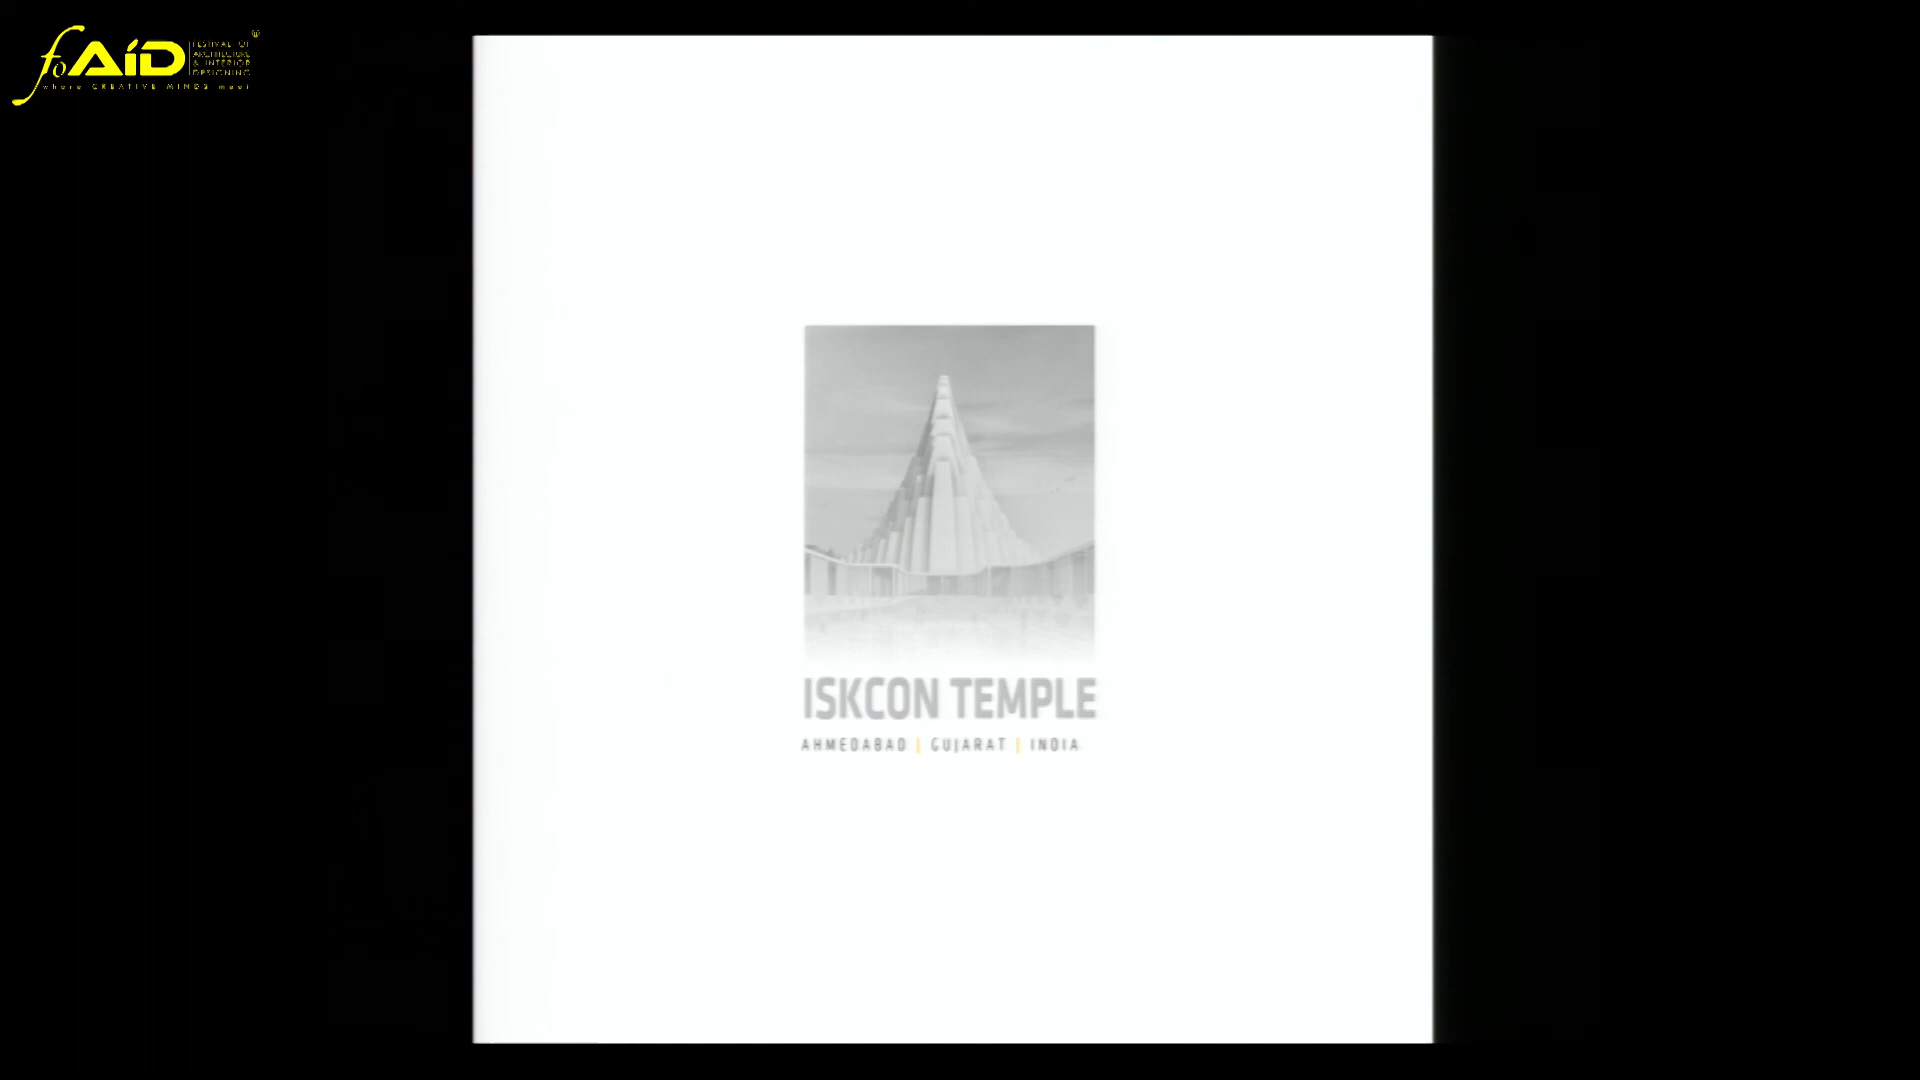 foAID
FESTIVAL OF
ARCHITECTURE
& INTERIOR
DESIGNING
where CREATIVE MINDS meet
ISKCON TEMPLE
AHMEDABAD | GUJARAT | INDIA